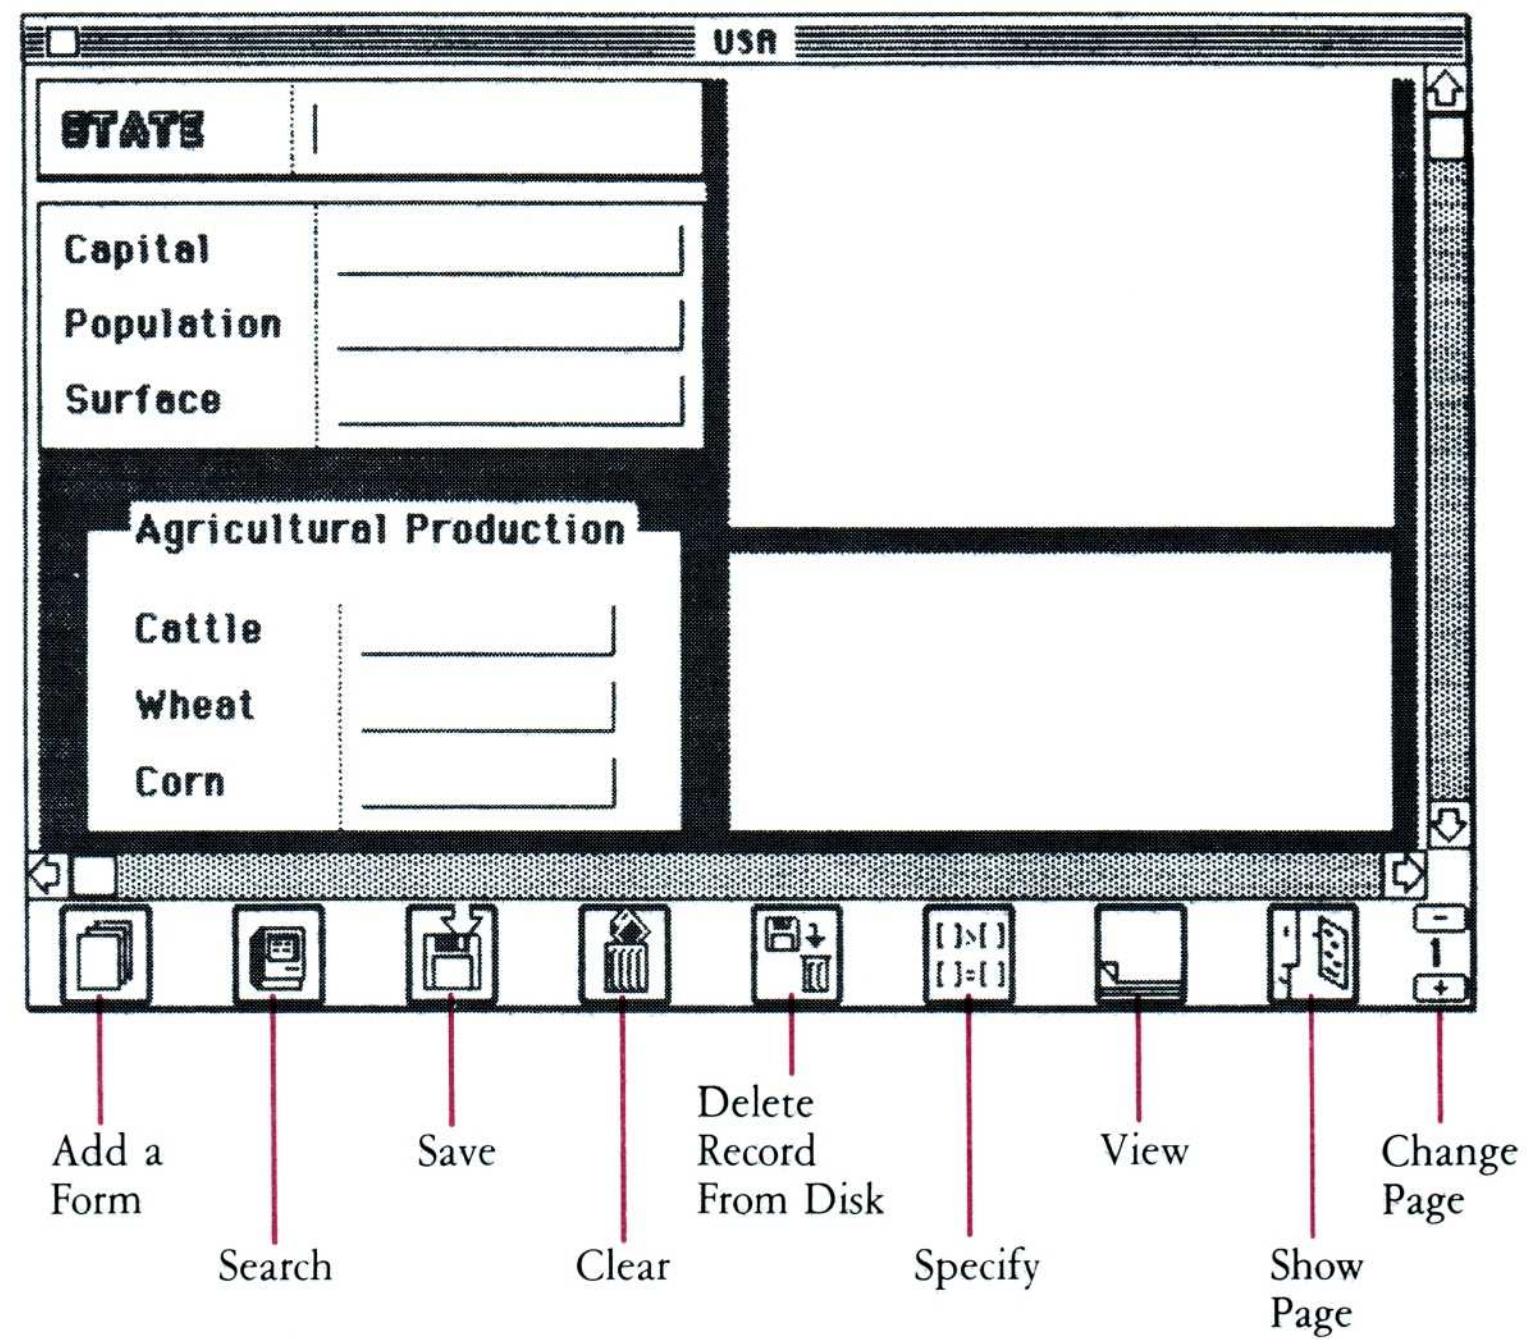 USA
STATE
Capital
Population
Surface
Agricultural Production
Cattle
Wheat
Corn
[ ]>[ ]
[ ]=[ ]
-
1
+
Add a
Form
Search
Save
Clear
Delete
Record
From Disk
Specify
View
Show
Page
Change
Page